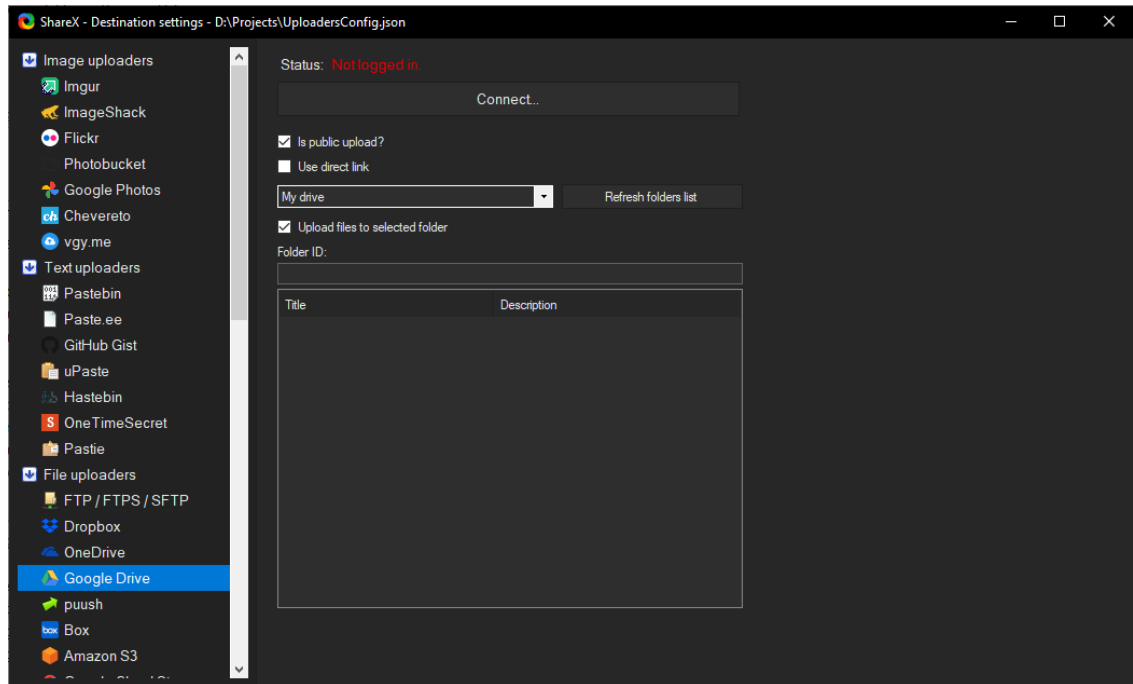 ShareX - Destination settings - D:\Projects\UploadersConfig.json
Image uploaders
Imgur
ImageShack
Flickr
Photobucket
Google Photos
ch Chevereto
vgy.me
Text uploaders
Pastebin
Paste.ee
GitHub Gist
uPaste
Hastebin
S OneTimeSecret
Pastie
File uploaders
FTP / FTPS / SFTP
Dropbox
OneDrive
Google Drive
puush
box Box
Amazon S3
Status: Not logged in.
Connect...
Is public upload?
Use direct link
My drive
Refresh folders list
Upload files to selected folder
Folder ID:
Title Description